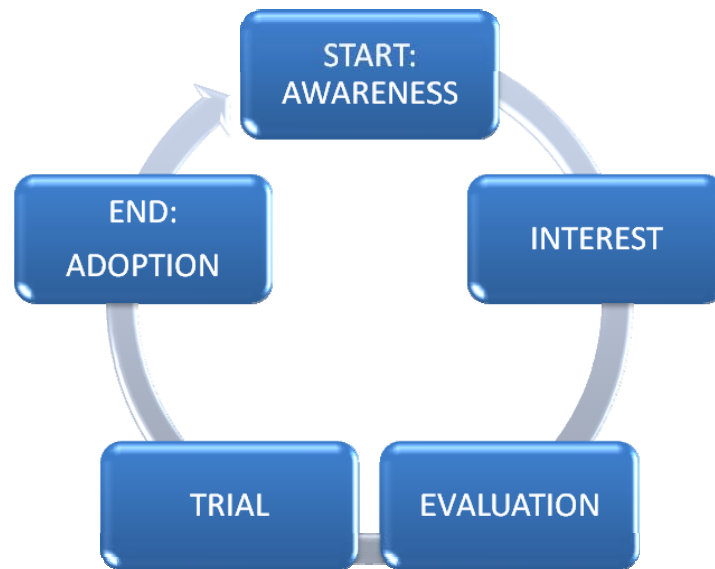 START:
AWARENESS
INTEREST
EVALUATION
TRIAL
END:
ADOPTION